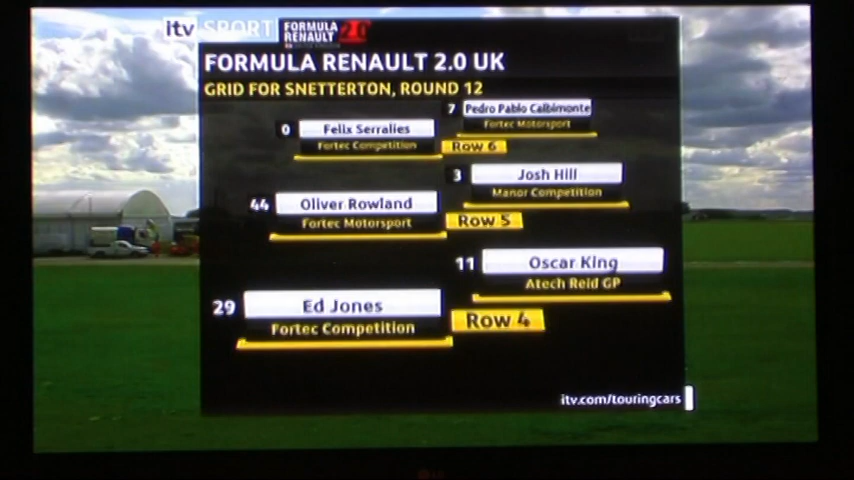 itv SPORT FORMULA RENAULT 2.0
FORMULA RENAULT 2.0 UK
GRID FOR SNETTERTON, ROUND 12
7 Pedro Pablo Calbimonte
Fortec Motorsport
0 Felix Serralles
Fortec Competition
Row 6
3 Josh Hill
Manor Competition
44 Oliver Rowland
Fortec Motorsport
Row 5
11 Oscar King
Atech Reid GP
29 Ed Jones
Fortec Competition
Row 4
itv.com/touringcars
LG